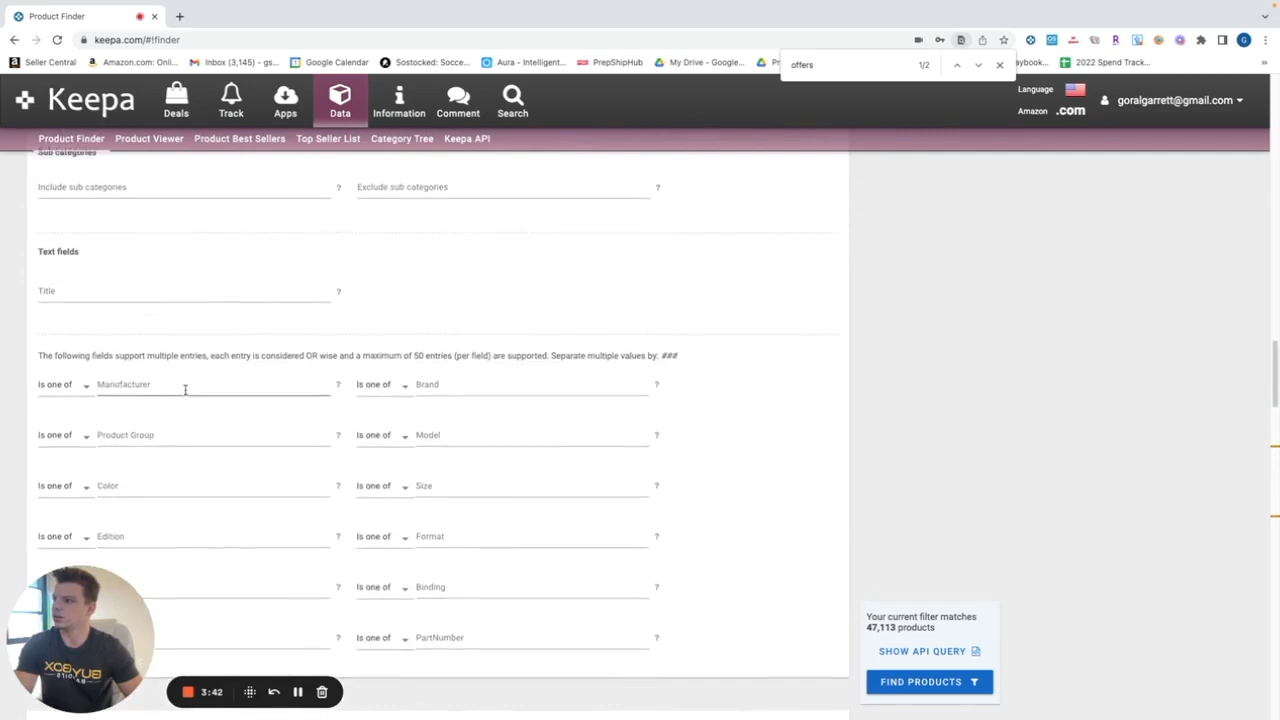 Product Finder
keepa.com/#!finder
Seller Central
Amazon.com: Onli...
Inbox (3,145) - gs...
Google Calendar
Sostocked: Socce...
Aura - Intelligent...
PrepShipHub
My Drive - Google...
aybook...
2022 Spend Track...
offers 1/2
Keepa
Deals
Track
Apps
Data
Information
Comment
Search
Language
Amazon .com
goralgarrett@gmail.com
Product Finder
Product Viewer
Product Best Sellers
Top Seller List
Category Tree
Keepa API
Sub categories
Include sub categories ?
Exclude sub categories ?
Text fields
Title ?
The following fields support multiple entries, each entry is considered OR wise and a maximum of 50 entries (per field) are supported. Separate multiple values by: ###
Is one of Manufacturer ?
Is one of Brand ?
Is one of Product Group ?
Is one of Model ?
Is one of Color ?
Is one of Size ?
Is one of Edition ?
Is one of Format ?
?
Is one of Binding ?
?
Is one of PartNumber ?
Your current filter matches
47,113 products
SHOW API QUERY
FIND PRODUCTS
3:42